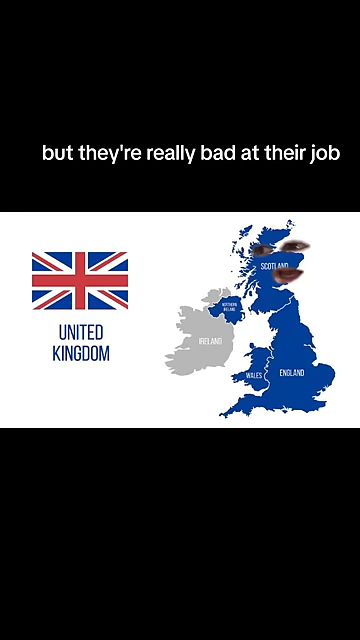 but they're really bad at their job
UNITED
KINGDOM
SCOTLAND
NORTHERN
IRELAND
IRELAND
WALES
ENGLAND